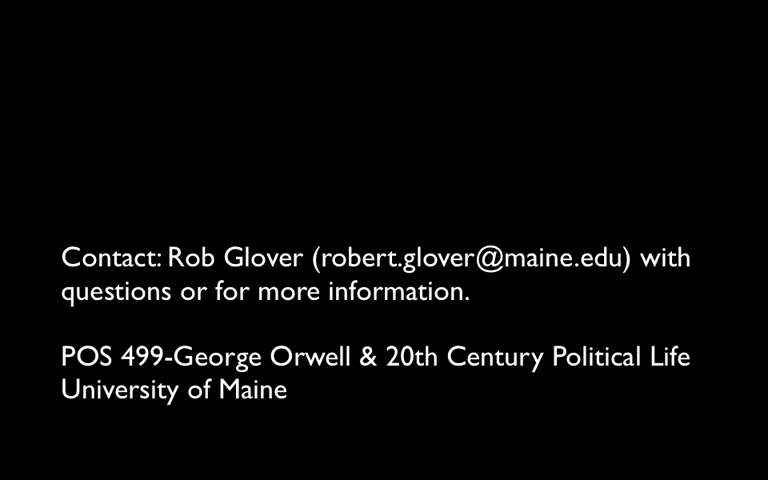 Contact: Rob Glover (robert.glover@maine.edu) with
questions or for more information.
POS 499-George Orwell & 20th Century Political Life
University of Maine